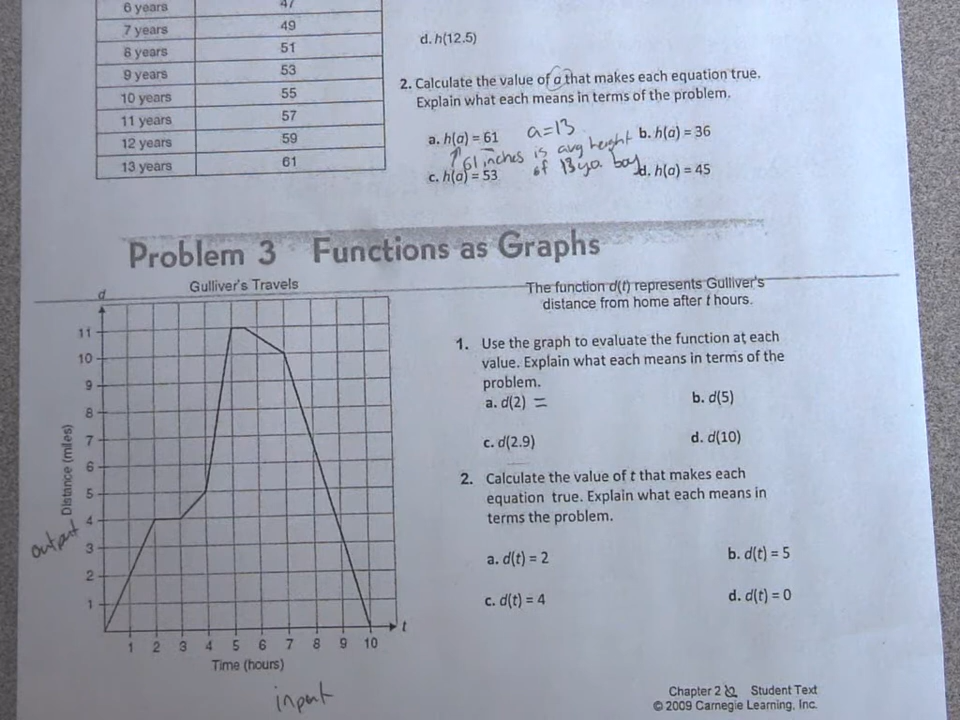 6 years 47
7 years 49
8 years 51
9 years 53
10 years 55
11 years 57
12 years 59
13 years 61
d. h(12.5)
2. Calculate the value of a that makes each equation true.
Explain what each means in terms of the problem.
a. h(a) = 61 a=13 b. h(a) = 36
61 inches is avg height
of 13 yo boy
c. h(a) = 53 d. h(a) = 45
Problem 3 Functions as Graphs
Gulliver's Travels
d
11
10
9
8
7
6
5
4
3
2
1
Distance (miles)
output
1 2 3 4 5 6 7 8 9 10 t
Time (hours)
input
The function d(t) represents Gulliver's
distance from home after t hours.
1. Use the graph to evaluate the function at each
value. Explain what each means in terms of the
problem.
a. d(2) = b. d(5)
c. d(2.9) d. d(10)
2. Calculate the value of t that makes each
equation true. Explain what each means in
terms the problem.
a. d(t) = 2 b. d(t) = 5
c. d(t) = 4 d. d(t) = 0
Chapter 2 Student Text
© 2009 Carnegie Learning, Inc.